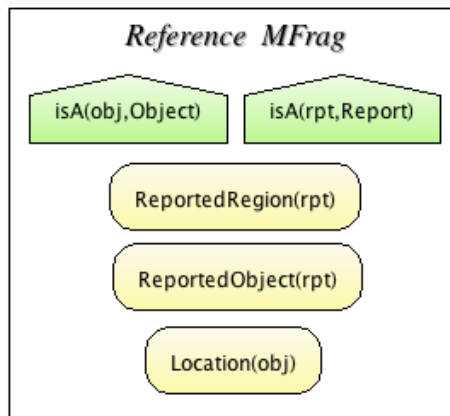 Reference MFrag
isA(obj,Object) isA(rpt,Report)
ReportedRegion(rpt)
ReportedObject(rpt)
Location(obj)